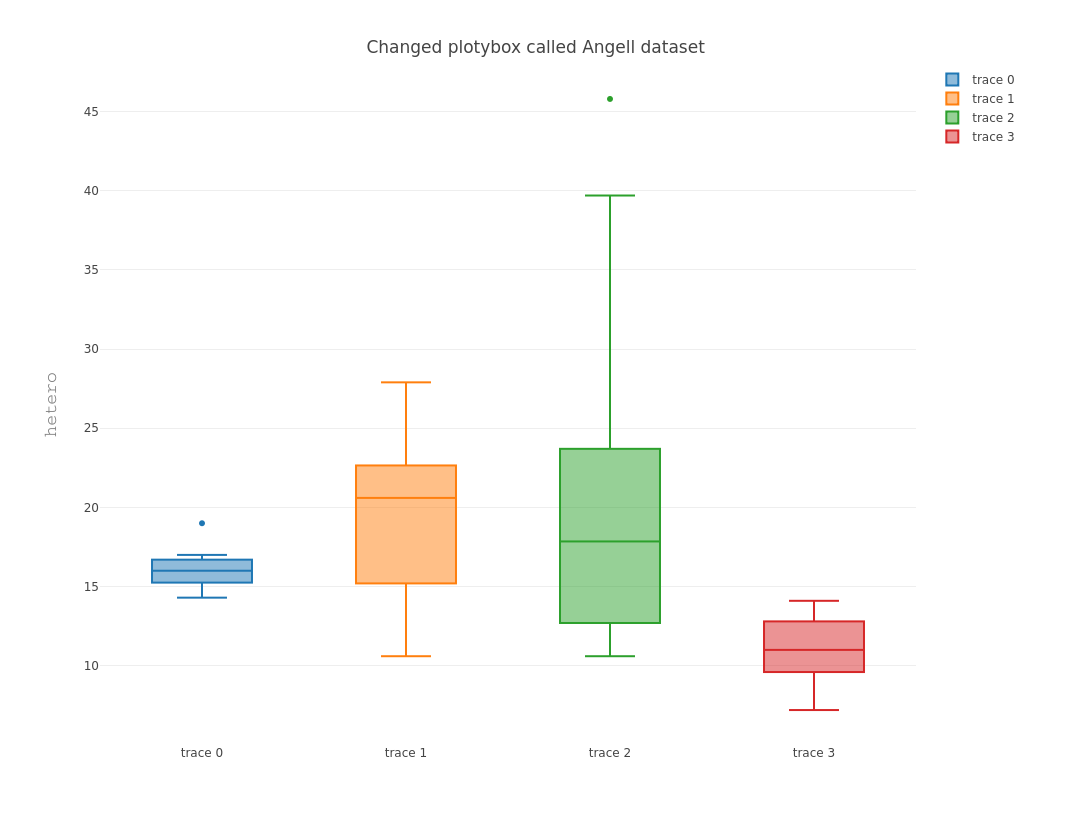 Changed plotybox called Angell dataset
trace 0
trace 1
trace 2
trace 3
45
40
35
30
25
20
15
10
hetero
trace 0 trace 1 trace 2 trace 3